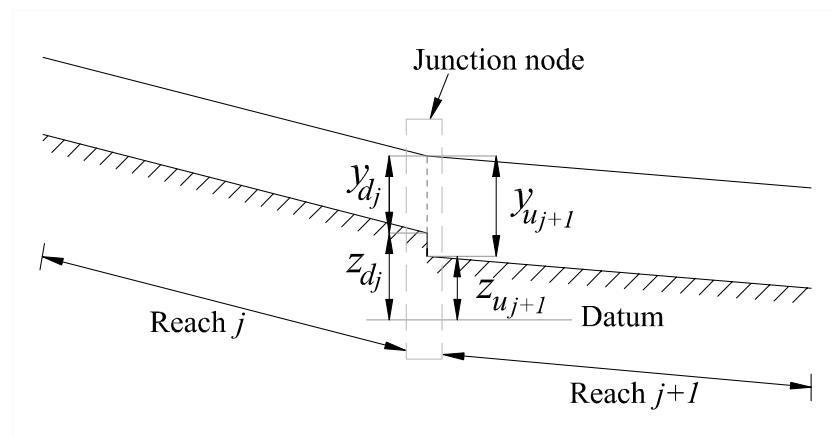 Junction node
y_{d_j}
y_{u_{j+1}}
z_{d_j}
z_{u_{j+1}}
Datum
Reach j
Reach j+1